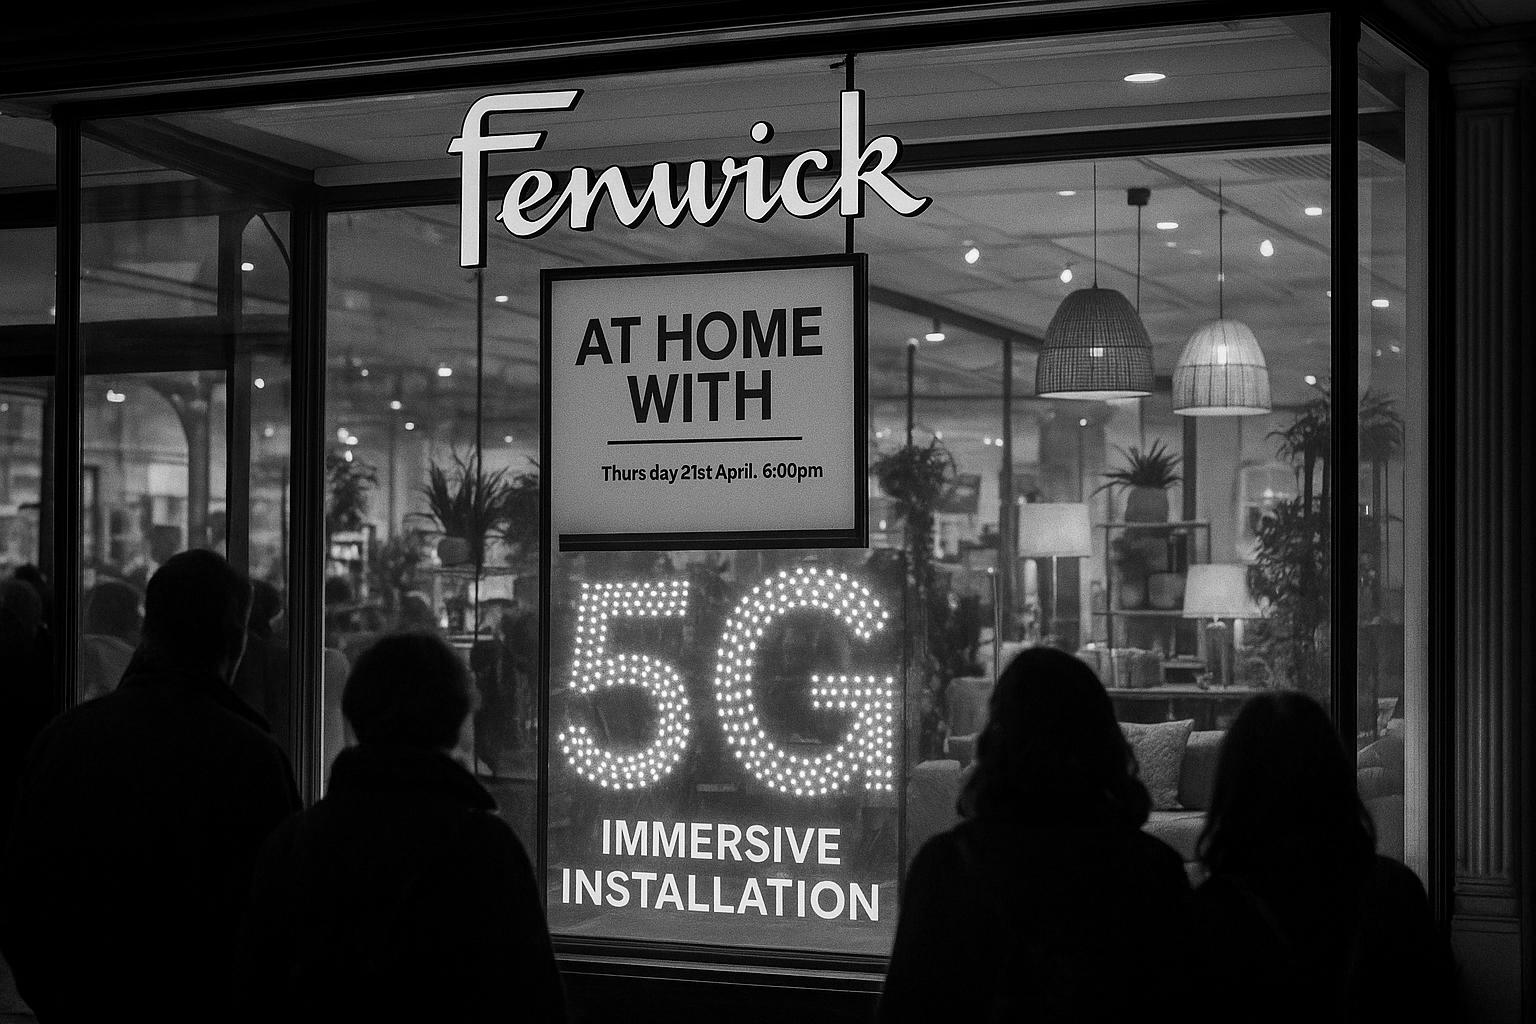 Fenwick
AT HOME
WITH
Thurs day 21st April. 6:00pm
5G
IMMERSIVE
INSTALLATION